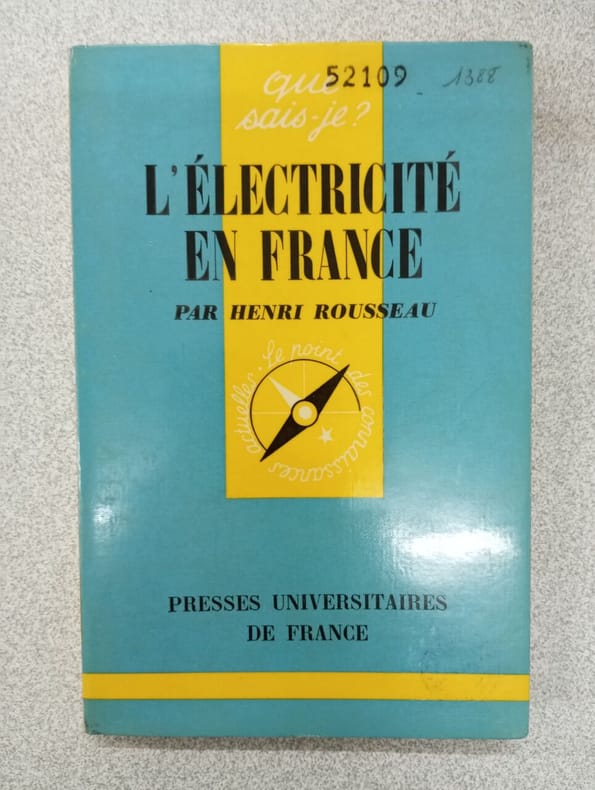 que
sais-je?
52109
1388
L'ÉLECTRICITÉ
EN FRANCE
PAR HENRI ROUSSEAU
Le point des connaissances actuelles.
PRESSES UNIVERSITAIRES
DE FRANCE